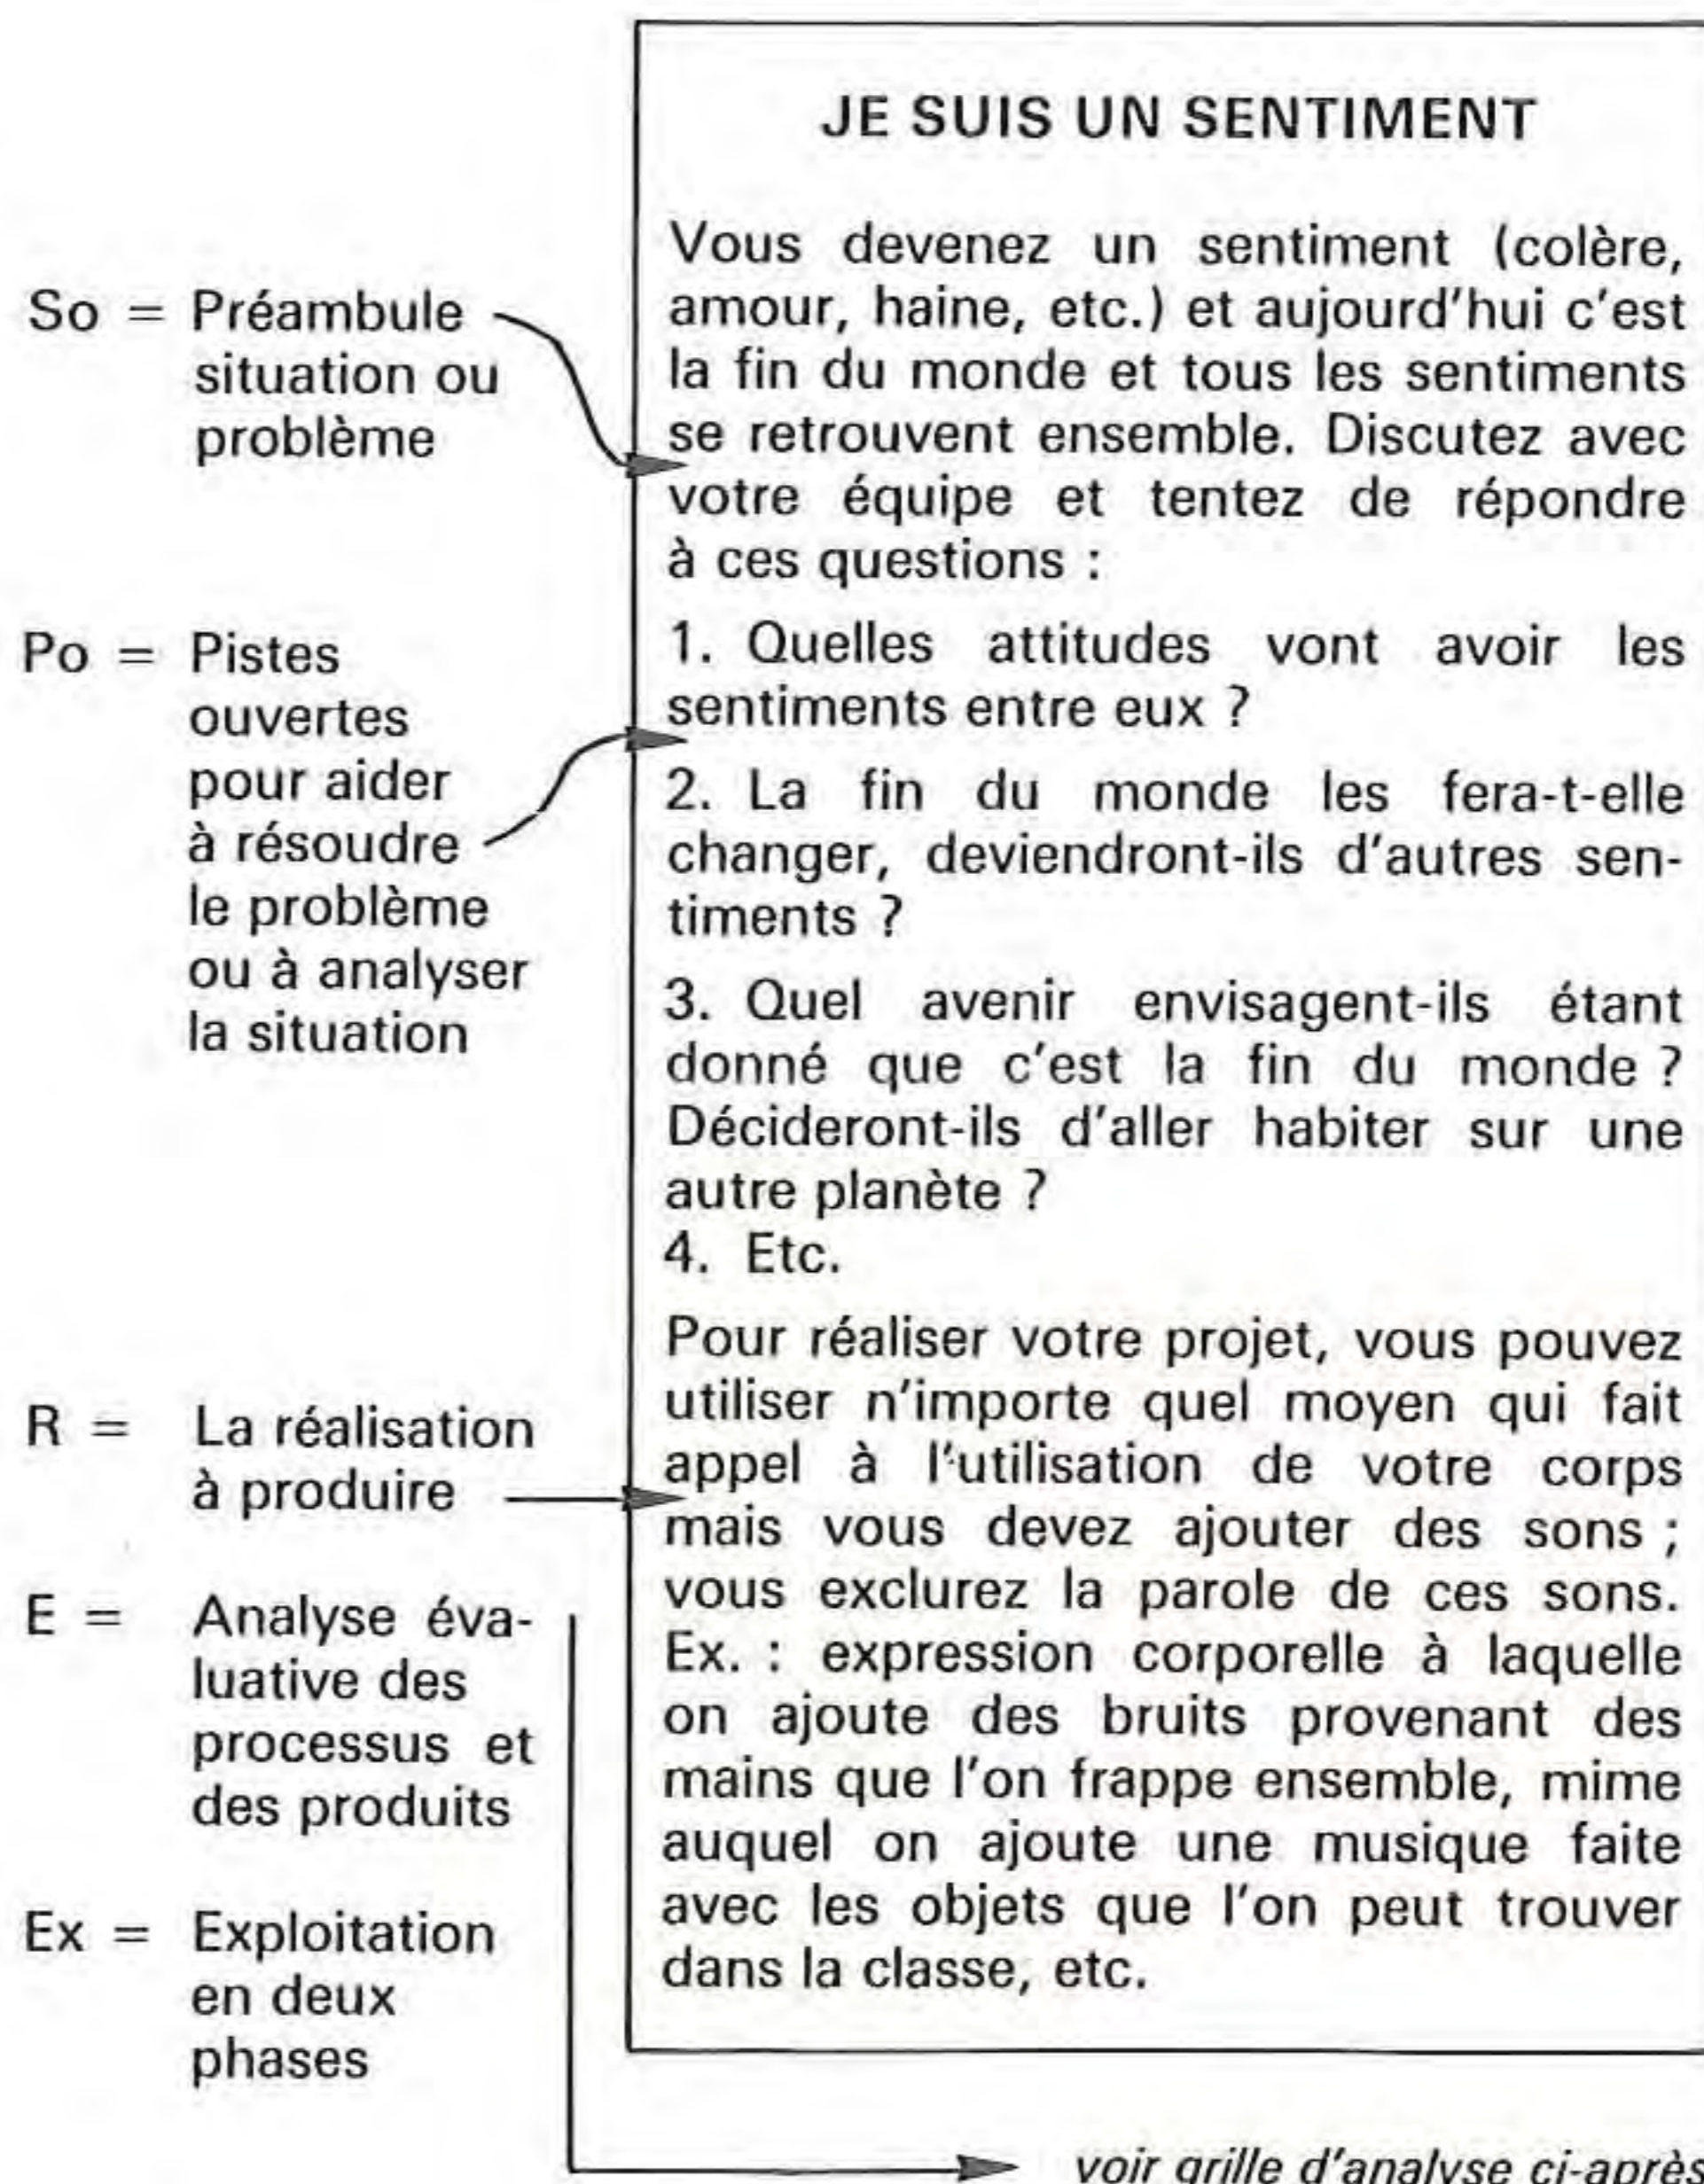 JE SUIS UN SENTIMENT
So = Préambule
situation ou
problème
Vous devenez un sentiment (colère,
amour, haine, etc.) et aujourd'hui c'est
la fin du monde et tous les sentiments
se retrouvent ensemble. Discutez avec
votre équipe et tentez de répondre
à ces questions :
Po = Pistes
ouvertes
pour aider
à résoudre
le problème
ou à analyser
la situation
1. Quelles attitudes vont avoir les
sentiments entre eux ?
2. La fin du monde les fera-t-elle
changer, deviendront-ils d'autres sen-
timents ?
3. Quel avenir envisagent-ils étant
donné que c'est la fin du monde ?
Décideront-ils d'aller habiter sur une
autre planète ?
4. Etc.
R = La réalisation
à produire
Pour réaliser votre projet, vous pouvez
utiliser n'importe quel moyen qui fait
appel à l'utilisation de votre corps
mais vous devez ajouter des sons ;
vous exclurez la parole de ces sons.
Ex. : expression corporelle à laquelle
on ajoute des bruits provenant des
mains que l'on frappe ensemble, mime
auquel on ajoute une musique faite
avec les objets que l'on peut trouver
dans la classe, etc.
E = Analyse éva-
luative des
processus et
des produits
Ex = Exploitation
en deux
phases
voir grille d'analyse ci-après